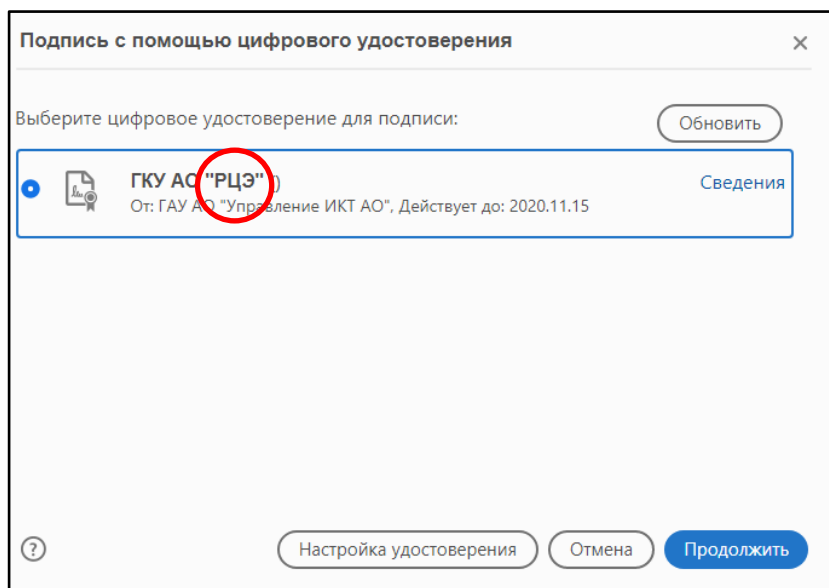 Подпись с помощью цифрового удостоверения
Выберите цифровое удостоверение для подписи:
Обновить
ГКУ АО "РЦЭ" ()
Сведения
От: ГАУ АО "Управление ИКТ АО", Действует до: 2020.11.15
Настройка удостоверения
Отмена
Продолжить